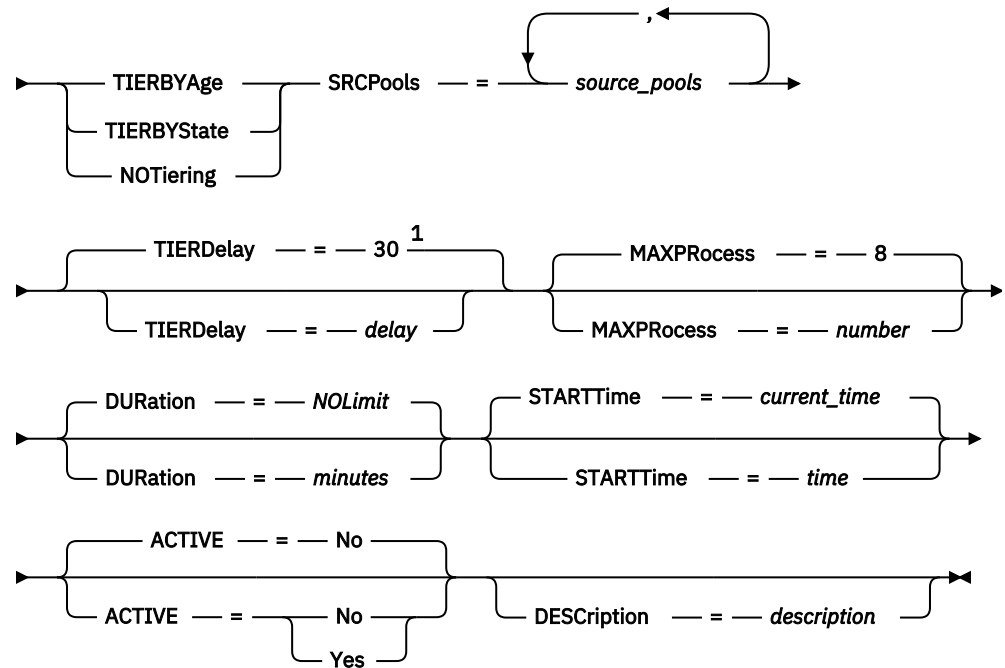 ,
TIERBYAge SRCPools = source_pools
TIERBYState
NOTiering
TIERDelay = 30 1 MAXPRocess = 8
TIERDelay = delay MAXPRocess = number
DURation = NOLimit STARTTime = current_time
DURation = minutes STARTTime = time
ACTIVE = No
ACTIVE = No DESCription = description
Yes